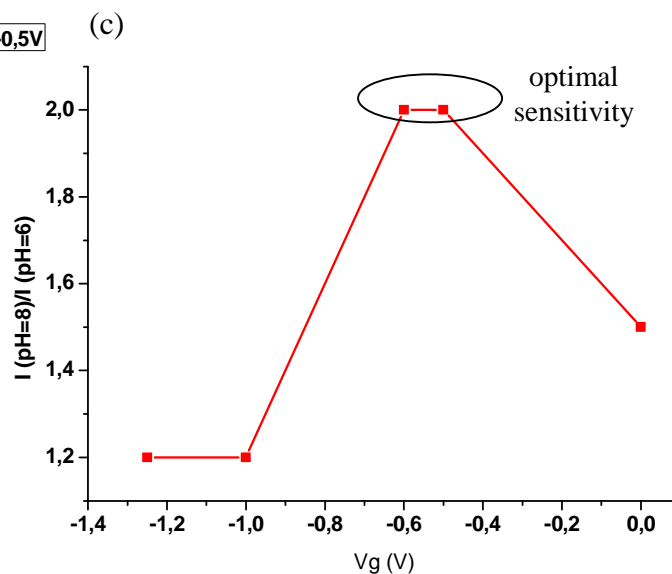 -0,5V
(c)
optimal
sensitivity
2,0
1,8
1,6
1,4
1,2
I (pH=8)/I (pH=6)
-1,4 -1,2 -1,0 -0,8 -0,6 -0,4 -0,2 0,0
Vg (V)